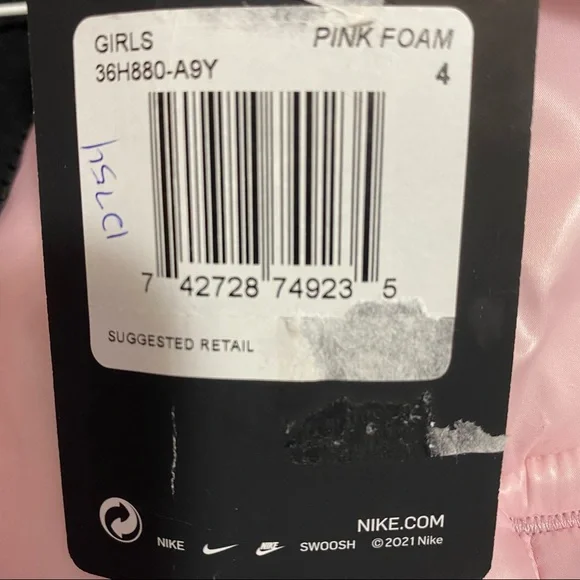 GIRLS PINK FOAM
36H880-A9Y 4
7 42728 74923 5
SUGGESTED RETAIL
NIKE.COM
NIKE SWOOSH ©2021 Nike